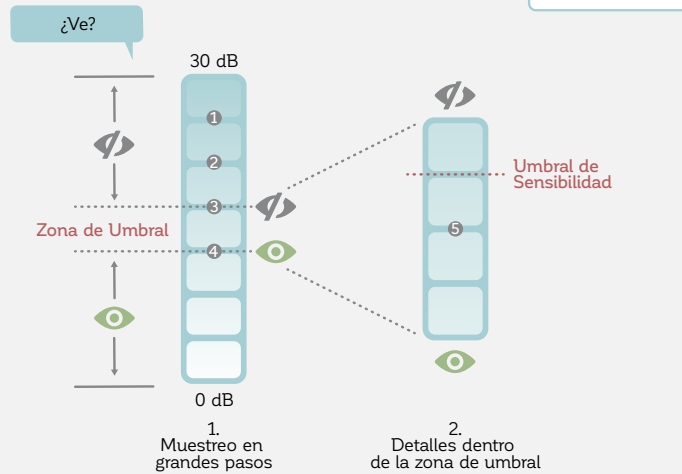 ¿Ve?
30 dB
1
2
3
Zona de Umbral
4
0 dB
1.
Muestreo en
grandes pasos
Umbral de
Sensibilidad
5
2.
Detalles dentro
de la zona de umbral